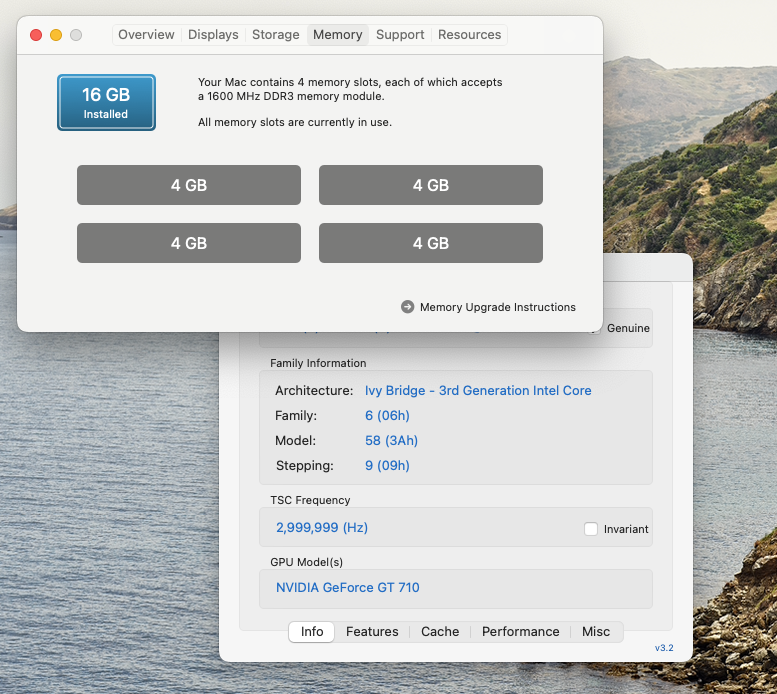 Overview Displays Storage Memory Support Resources
16 GB
Installed
Your Mac contains 4 memory slots, each of which accepts
a 1600 MHz DDR3 memory module.
All memory slots are currently in use.
4 GB 4 GB
4 GB 4 GB
Memory Upgrade Instructions
Genuine
Family Information
Architecture: Ivy Bridge - 3rd Generation Intel Core
Family: 6 (06h)
Model: 58 (3Ah)
Stepping: 9 (09h)
TSC Frequency
2,999,999 (Hz)
Invariant
GPU Model(s)
NVIDIA GeForce GT 710
Info Features Cache Performance Misc
v3.2